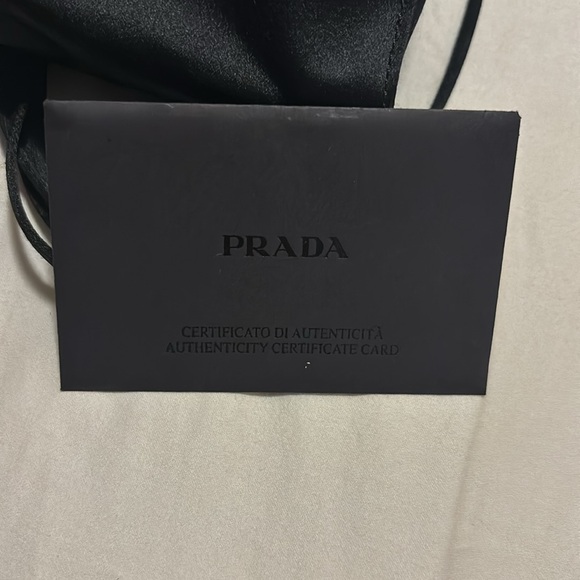 PRADA
CERTIFICATO DI AUTENTICITÀ
AUTHENTICITY CERTIFICATE CARD